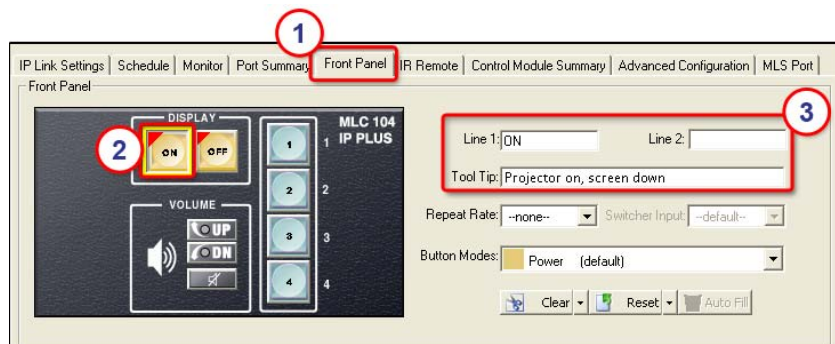 1
IP Link Settings Schedule Monitor Port Summary Front Panel IR Remote Control Module Summary Advanced Configuration MLS Port
Front Panel
DISPLAY
MLC 104
IP PLUS
2
ON OFF
1 1
2 2
3 3
4 4
VOLUME
UP
DN
3
Line 1: ON Line 2:
Tool Tip: Projector on, screen down
Repeat Rate: --none-- Switcher Input: --default--
Button Modes: Power (default)
Clear Reset Auto Fill